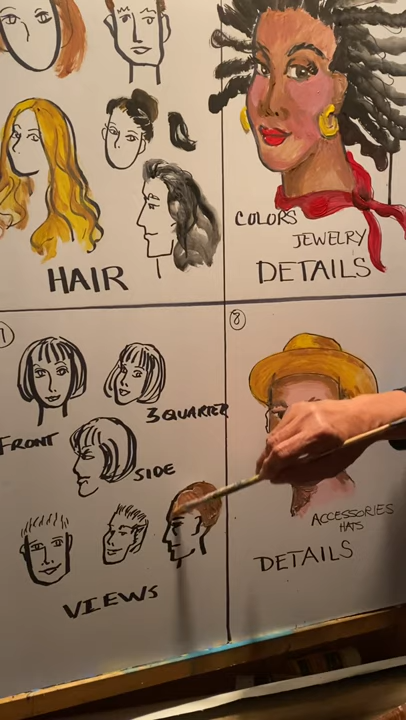 HAIR
COLORS
JEWELRY
DETAILS
7
FRONT
3 QUARTER
SIDE
VIEWS
8
ACCESSORIES
HATS
DETAILS